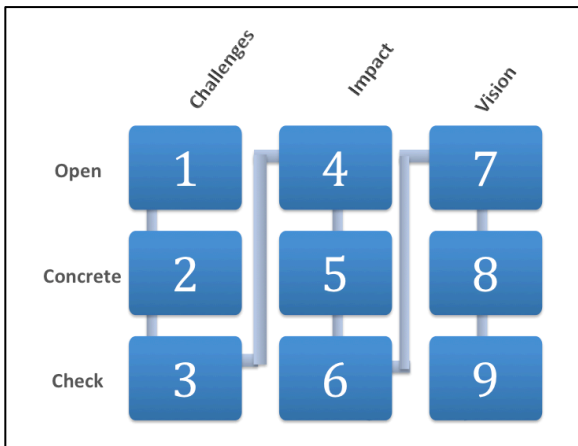 Challenges Impact Vision
Open 1 4 7
Concrete 2 5 8
Check 3 6 9